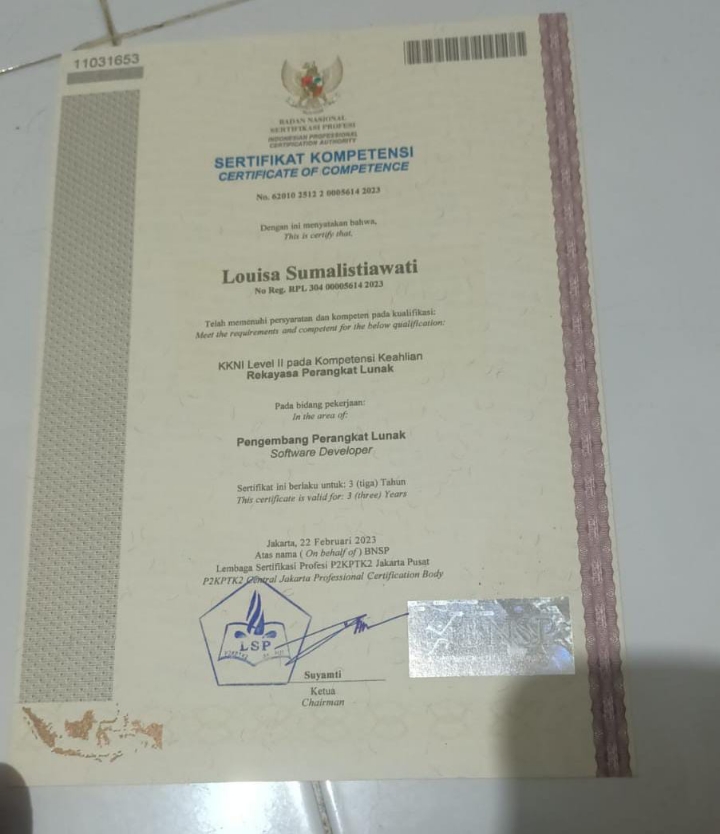 11031653
BADAN NASIONAL
SERTIFIKASI PROFESI
INDONESIAN PROFESSIONAL
CERTIFICATION AUTHORITY
SERTIFIKAT KOMPETENSI
CERTIFICATE OF COMPETENCE
No. 62010 2512 2 0005614 2023
Dengan ini menyatakan bahwa,
This is certify that,
Louisa Sumalistiawati
No Reg. RPL 304 00005614 2023
Telah memenuhi persyaratan dan kompeten pada kualifikasi:
Meet the requirements and competent for the below qualification:
KKNI Level II pada Kompetensi Keahlian
Rekayasa Perangkat Lunak
Pada bidang pekerjaan:
In the area of:
Pengembang Perangkat Lunak
Software Developer
Sertifikat ini berlaku untuk: 3 (tiga) Tahun
This certificate is valid for: 3 (three) Years
Jakarta, 22 Februari 2023
Atas nama ( On behalf of ) BNSP
Lembaga Sertifikasi Profesi P2KPTK2 Jakarta Pusat
P2KPTK2 Central Jakarta Professional Certification Body
LSP
BNSP
Suyamti
Ketua
Chairman